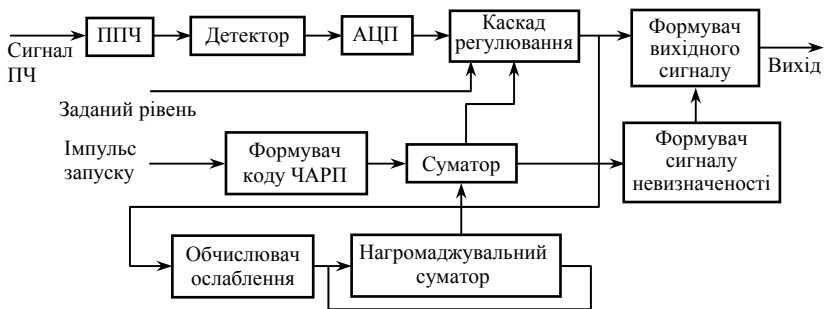 Сигнал
ПЧ
ППЧ
Детектор
АЦП
Каскад
регулювання
Формувач
вихідного
сигналу
Вихід
Заданий рівень
Імпульс
запуску
Формувач
коду ЧАРП
Суматор
Формувач
сигналу
невизначеності
Обчислювач
ослаблення
Нагромаджувальний
суматор